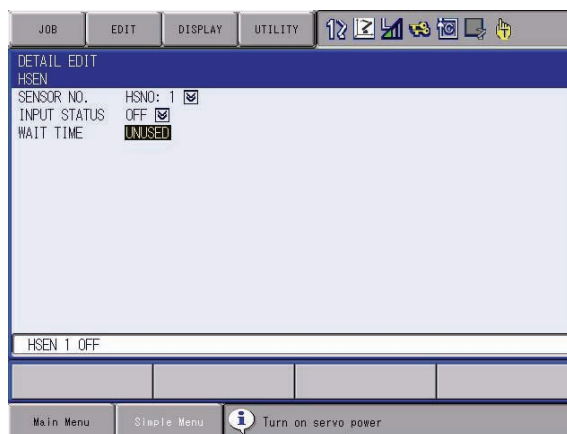 JOB EDIT DISPLAY UTILITY
DETAIL EDIT
HSEN
SENSOR NO. HSNO: 1
INPUT STATUS OFF
WAIT TIME UNUSED
HSEN 1 OFF
Main Menu Simple Menu Turn on servo power